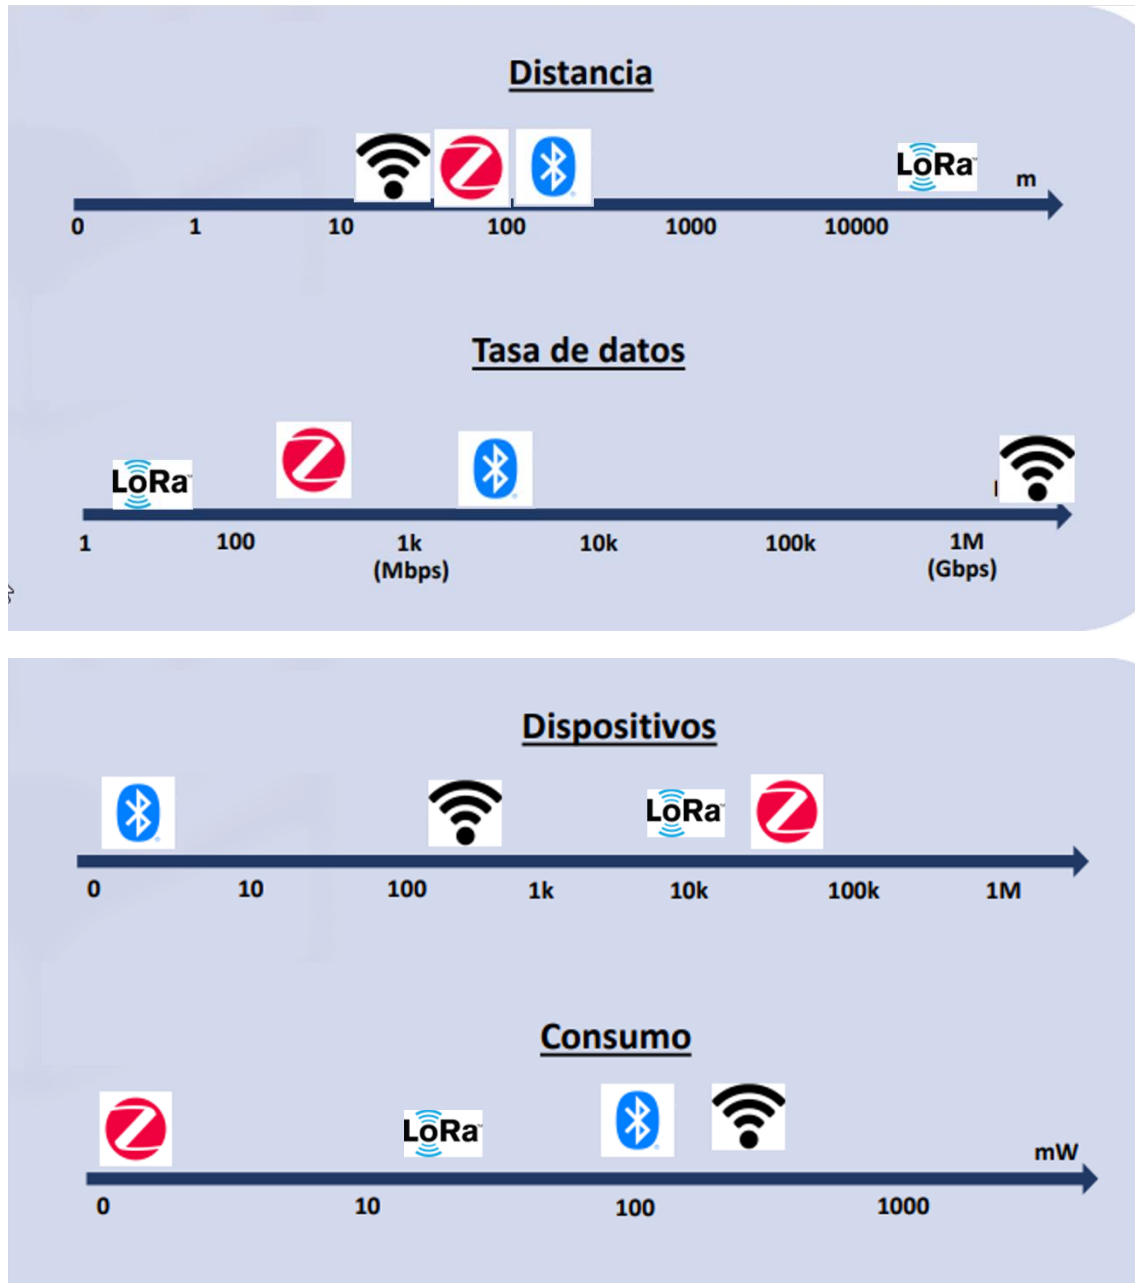 Distancia
LoRa
m
0 1 10 100 1000 10000
Tasa de datos
LoRa
1 100 1k 10k 100k 1M
(Mbps) (Gbps)
Dispositivos
LoRa
0 10 100 1k 10k 100k 1M
Consumo
LoRa
mW
0 10 100 1000